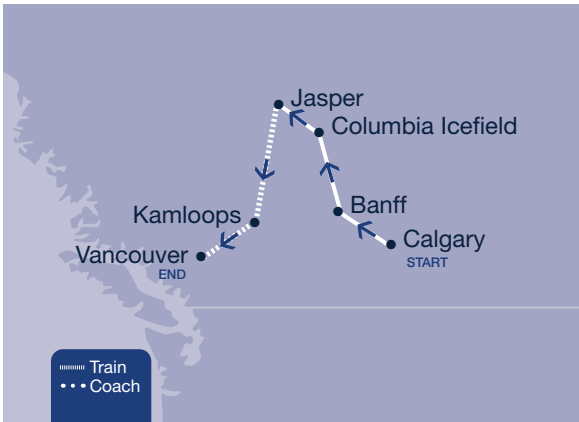 Jasper
Columbia Icefield
Banff
Kamloops
Calgary
START
Vancouver
END
Train
Coach